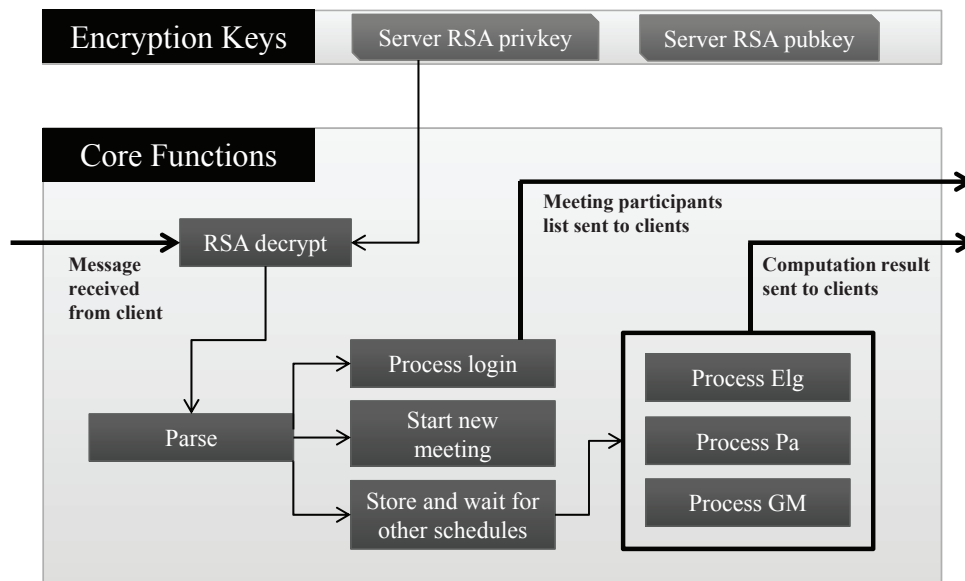 Encryption Keys
Server RSA privkey
Server RSA pubkey
Core Functions
Meeting participants
list sent to clients
RSA decrypt
Message
received
from client
Computation result
sent to clients
Process login
Process Elg
Parse
Start new
meeting
Process Pa
Store and wait for
other schedules
Process GM